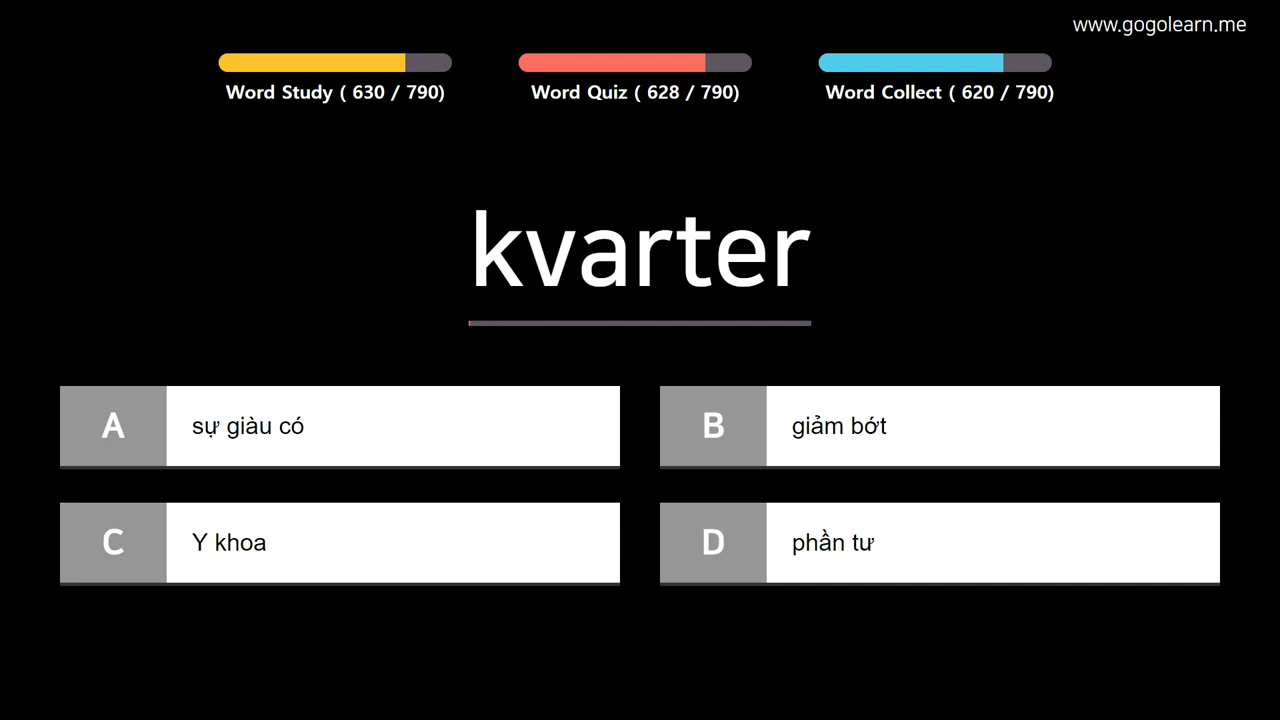 www.gogolearn.me
Word Study ( 630 / 790)
Word Quiz ( 628 / 790)
Word Collect ( 620 / 790)
kvarter
A sự giàu có
B giảm bớt
C Y khoa
D phần tư